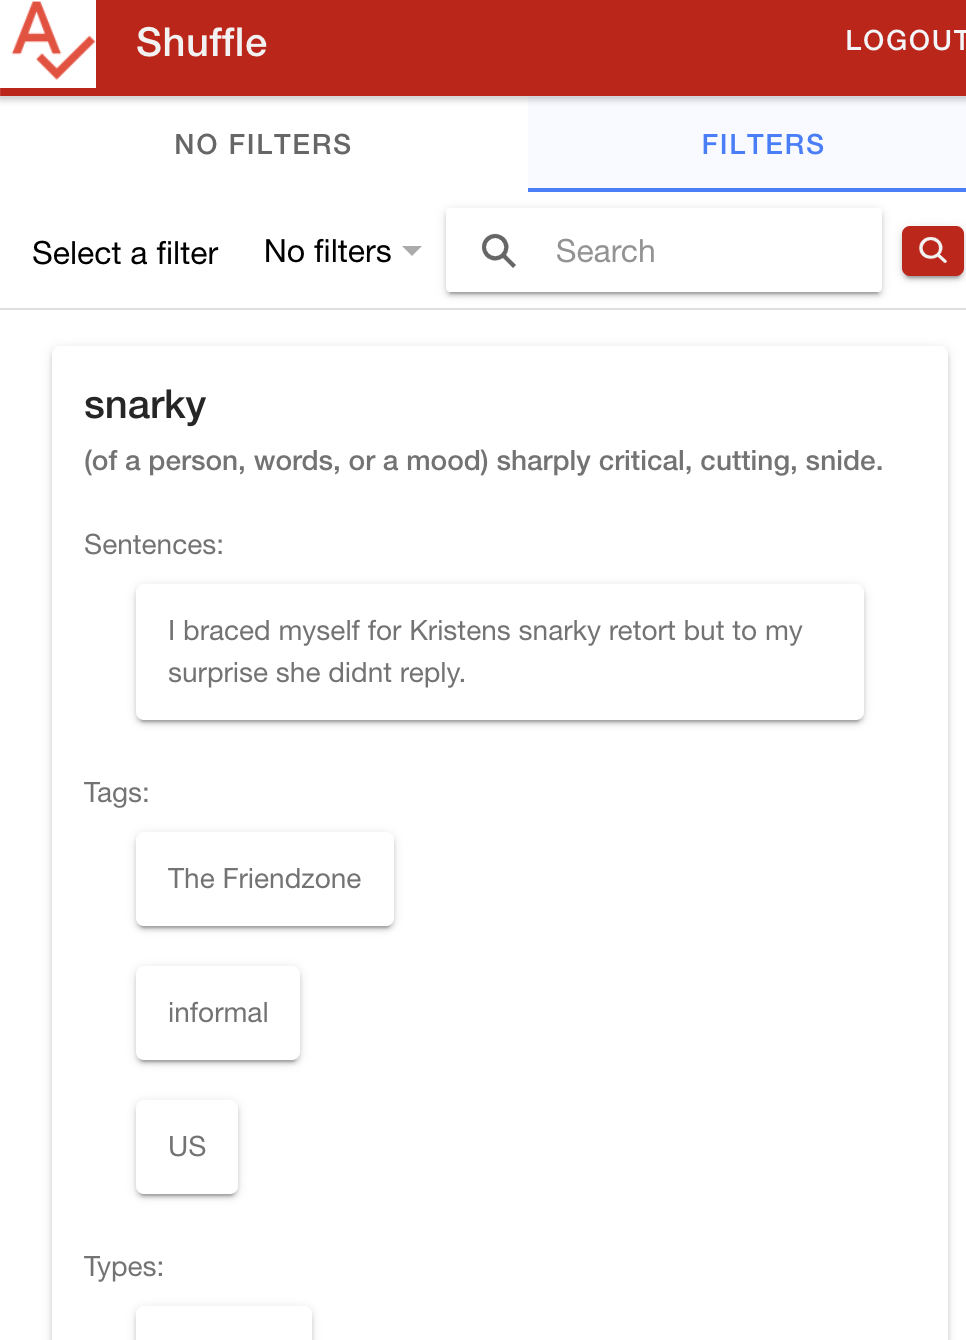 Shuffle
LOGOUT
NO FILTERS
FILTERS
Select a filter
No filters
Search
snarky
(of a person, words, or a mood) sharply critical, cutting, snide.
Sentences:
I braced myself for Kristens snarky retort but to my
surprise she didnt reply.
Tags:
The Friendzone
informal
US
Types: